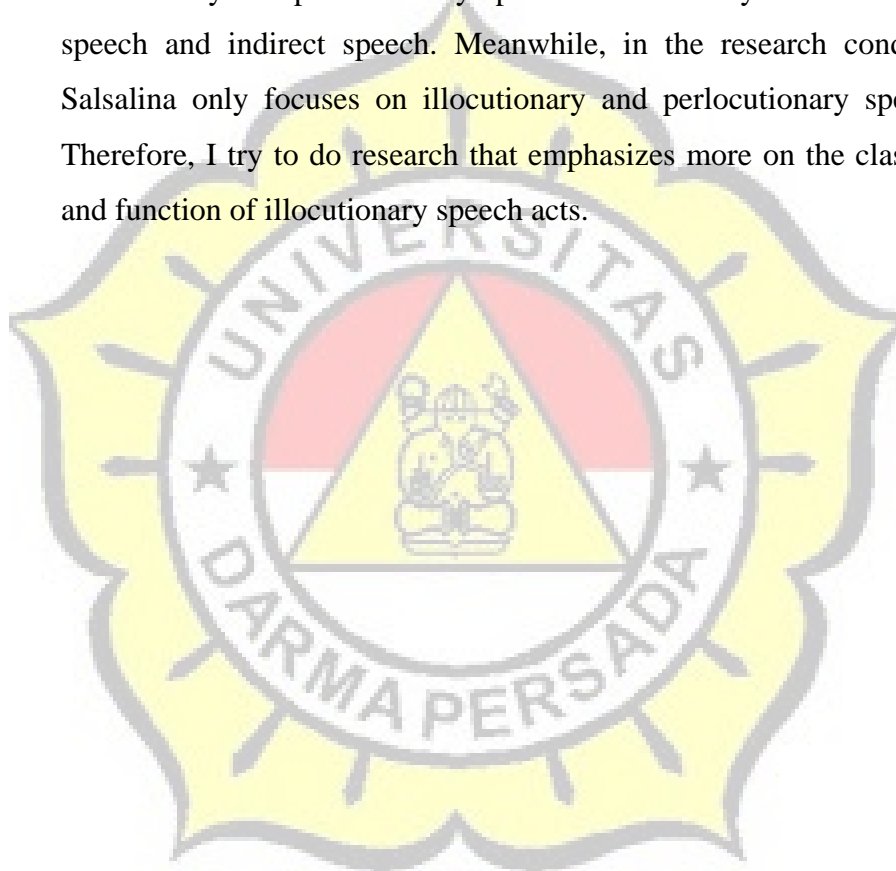 speech and indirect speech. Meanwhile, in the research
Salsalina only focuses on illocutionary and perlocutionary
Therefore, I try to do research that emphasizes more on the
and function of illocutionary speech acts.
UNIVERSITAS
DARMA PERSADA